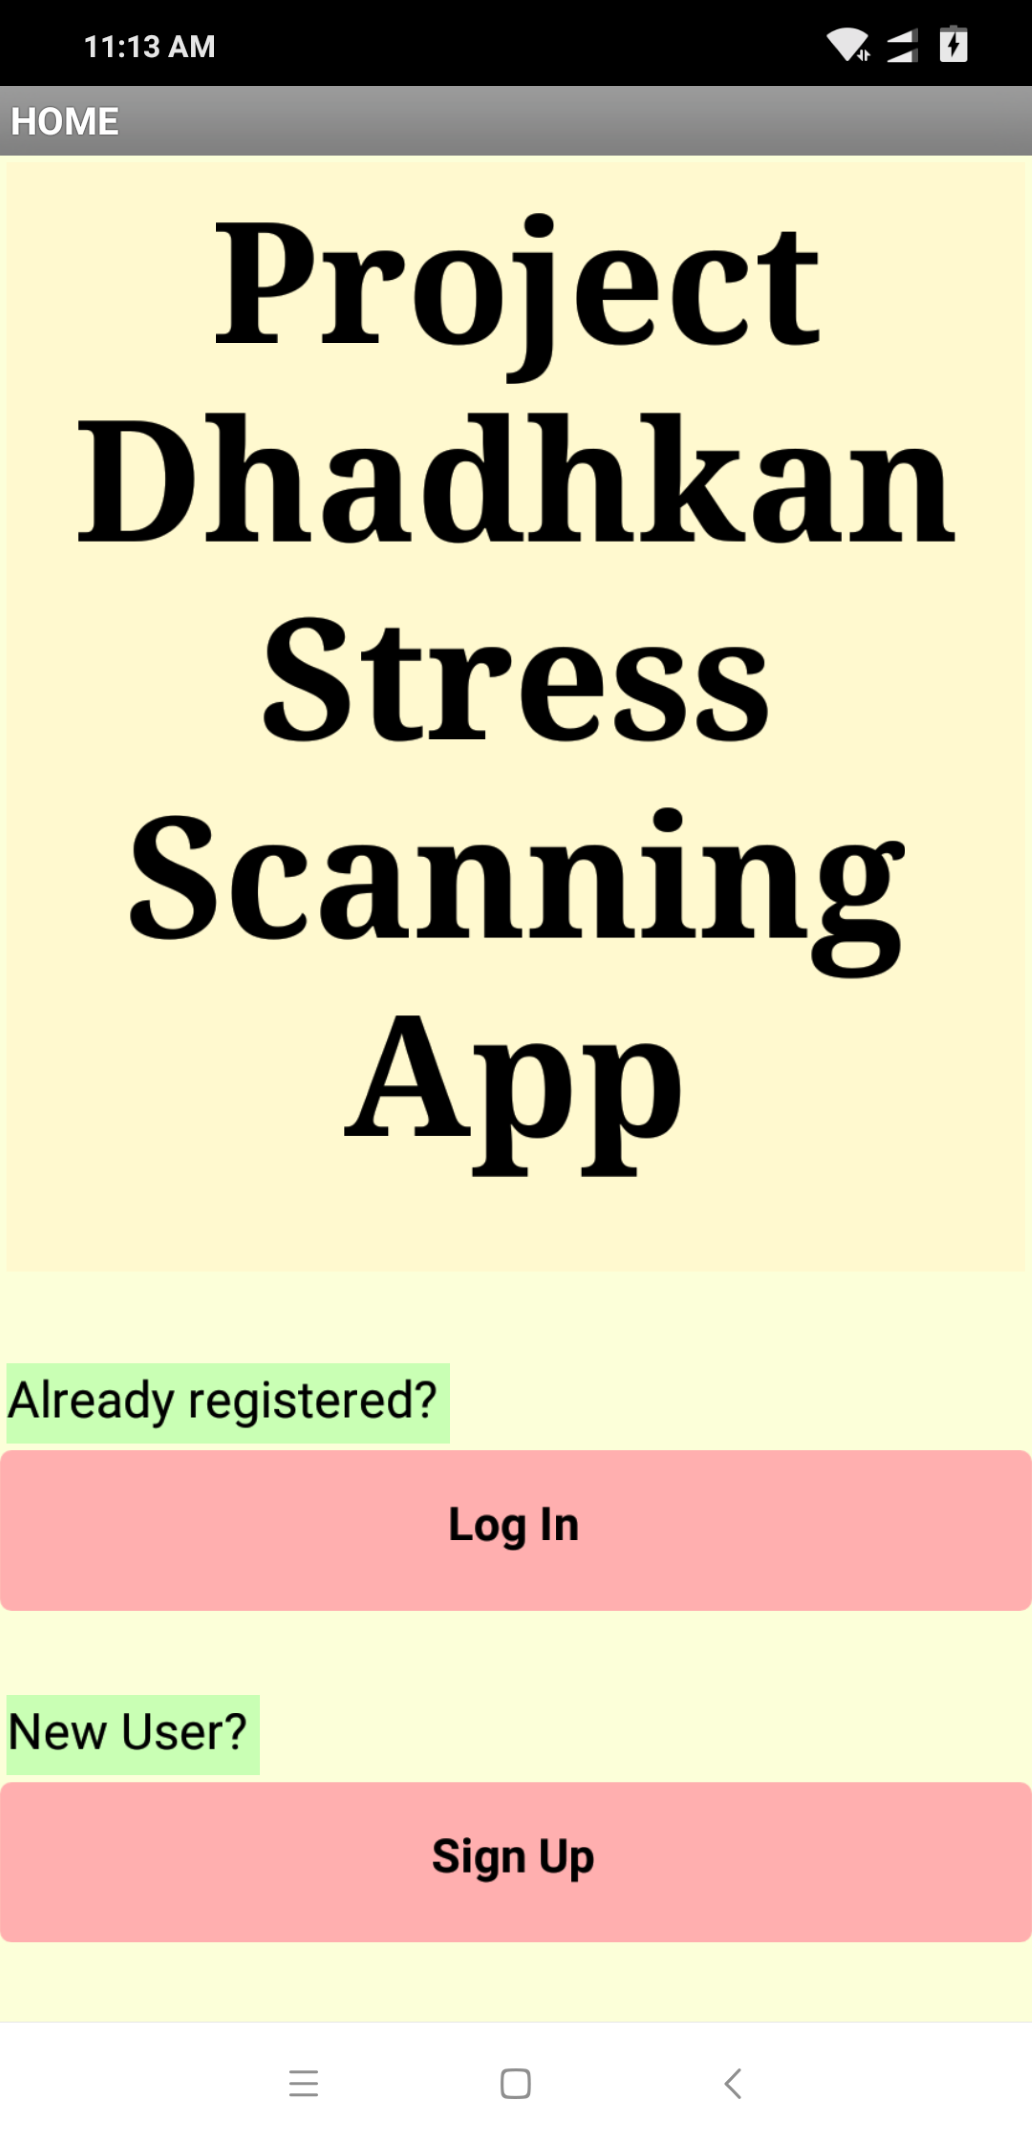 11:13 AM
HOME
Project
Dhadhkan
Stress
Scanning
App
Already registered?
Log In
New User?
Sign Up